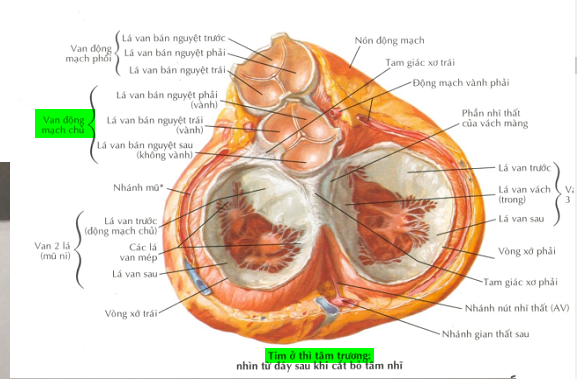 Van động
mạch phổi
Lá van bán nguyệt trước
Lá van bán nguyệt phải
Lá van bán nguyệt trái
Van động
mạch chủ
Lá van bán nguyệt phải
(vành)
Lá van bán nguyệt trái
(vành)
Lá van bán nguyệt sau
(không vành)
Nhánh mũ*
Van 2 lá
(mũ ni)
Lá van trước
(động mạch chủ)
Các lá
van mép
Lá van sau
Vòng xơ trái
Nón động mạch
Tam giác xơ trái
Động mạch vành phải
Phần nhĩ thất
của vách màng
Lá van trước
Lá van vách
(trong)
Lá van sau
3
Vòng xơ phải
Tam giác xơ phải
Nhánh nút nhĩ thất (AV)
Nhánh gian thất sau
Tim ở thì tâm trương:
nhìn từ đáy sau khi cắt bỏ tâm nhĩ